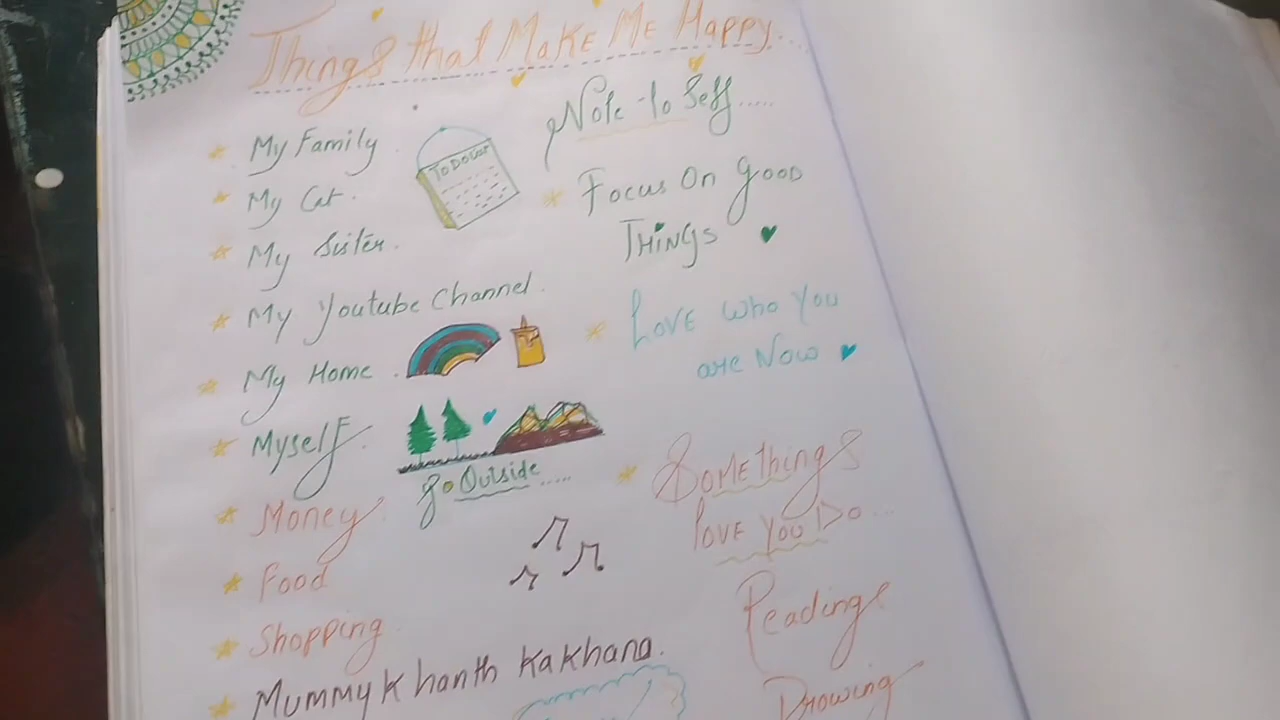 Things that Make Me Happy.
My Family
My Cat.
My Sister.
My Youtube Channel.
My Home.
Myself.
Money
Food
Shopping
Mummy K hanth Ka Khana.
To Do List
Go Outside.....
Note to Self.....
Focus On Good
Things
Love who You
are Now
Somethings
love You Do...
Reading
Drowing